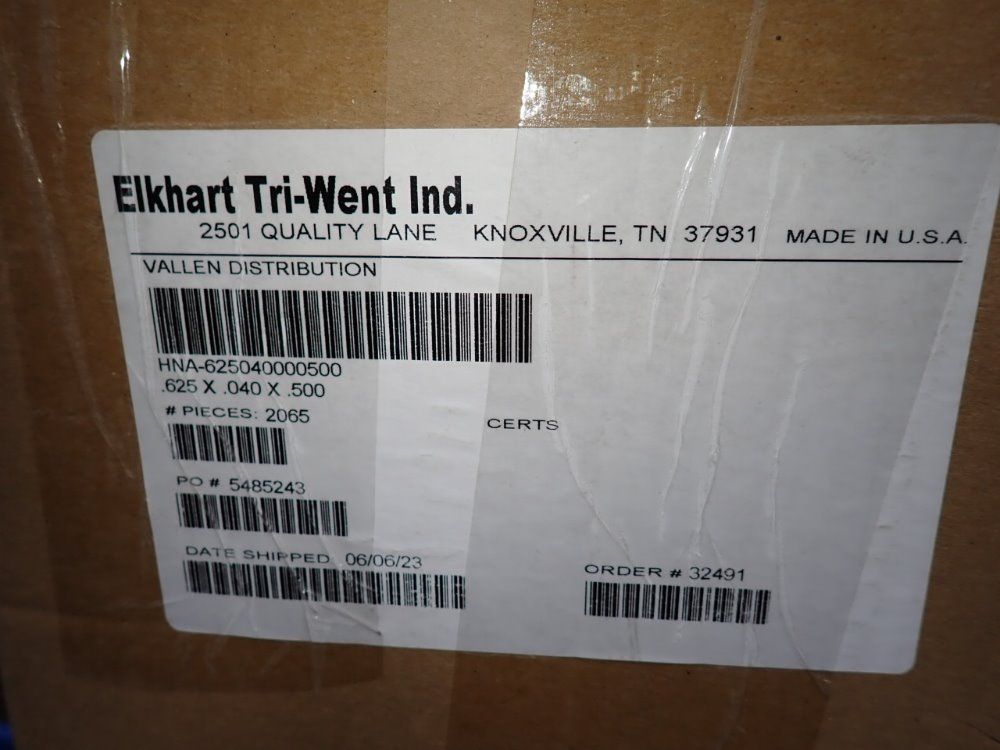 Elkhart Tri-Went Ind.
2501 QUALITY LANE KNOXVILLE, TN 37931 MADE IN U.S.A.
VALLEN DISTRIBUTION
HNA-625040000500
.625 X .040 X .500
# PIECES: 2065
CERTS
PO # 5485243
DATE SHIPPED: 06/06/23
ORDER # 32491